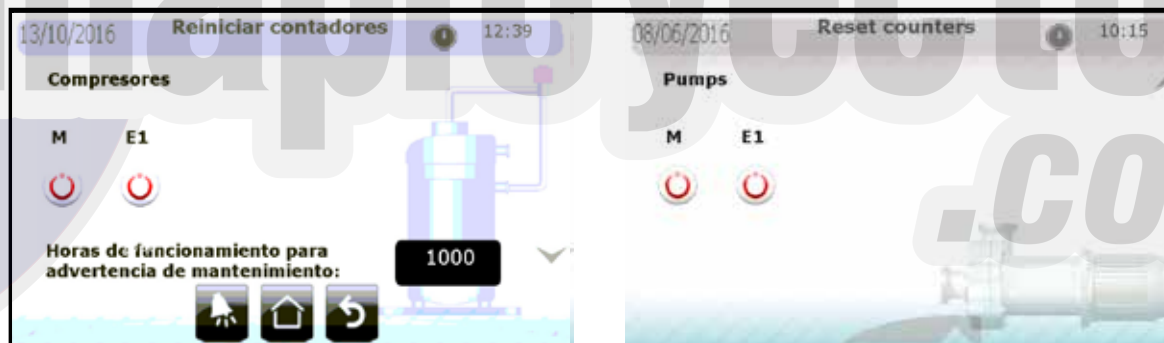 13/10/2016 Reiniciar contadores 12:39
Compresores
M E1
Horas de funcionamiento para
advertencia de mantenimiento: 1000
08/06/2016 Reset counters 10:15
Pumps
M E1
.co